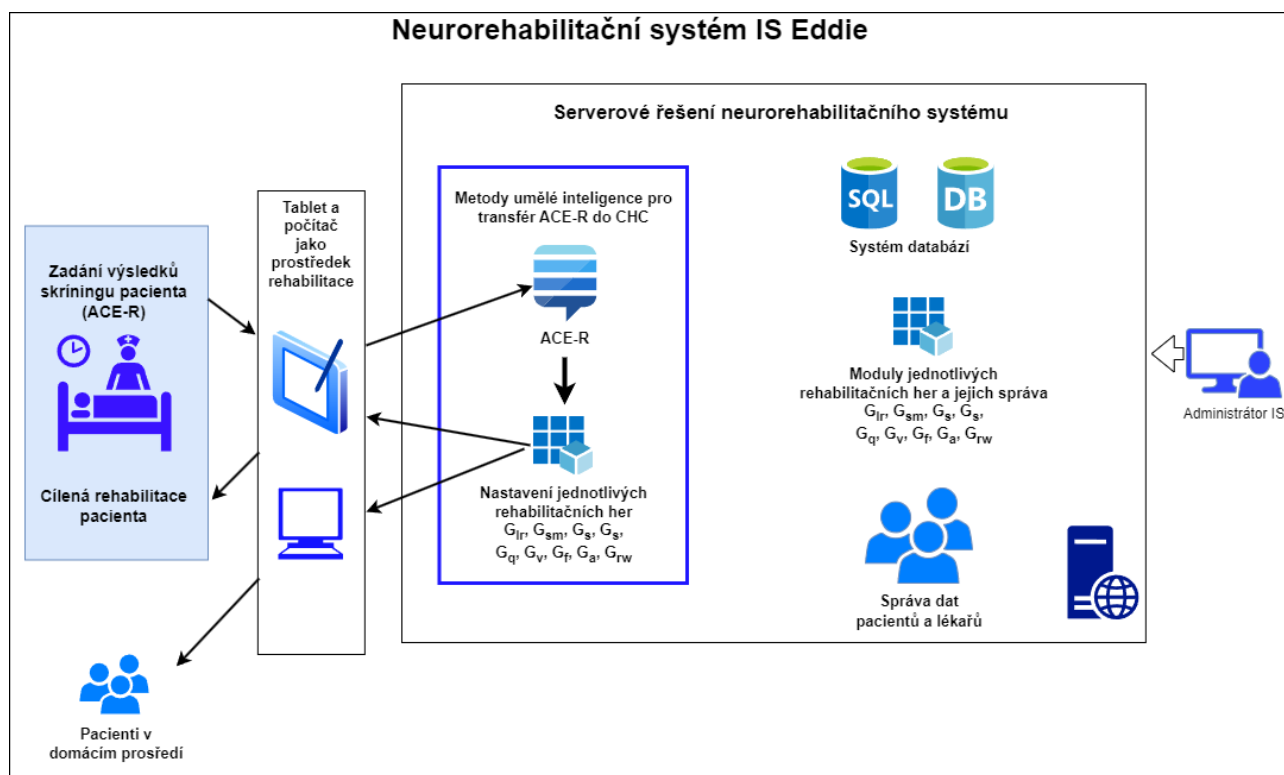 Neurorehabilitační systém IS Eddie
Zadání výsledků
skríningu pacienta
(ACE-R)
Cílená rehabilitace
pacienta
Pacienti v
domácím prośředí
Tablet a
počítač
jako
prostředek
rehabilitace
Serverové řešení neurorehabilitačního systému
Metody umělé inteligence pro
transfér ACE-R do CHC
ACE-R
Nastavení jednotlivých
rehabilitačních her
Glr, Gsm, Gs, Gs,
Gq, Gv, Gf, Ga, Grw
SQL
DB
Systém databází
Moduly jednotlivých
rehabilitačních her a jejich správa
Glr, Gsm, Gs, Gs,
Gq, Gv, Gf, Ga, Grw
Správa dat
pacientů a lékařů
Administrátor IS